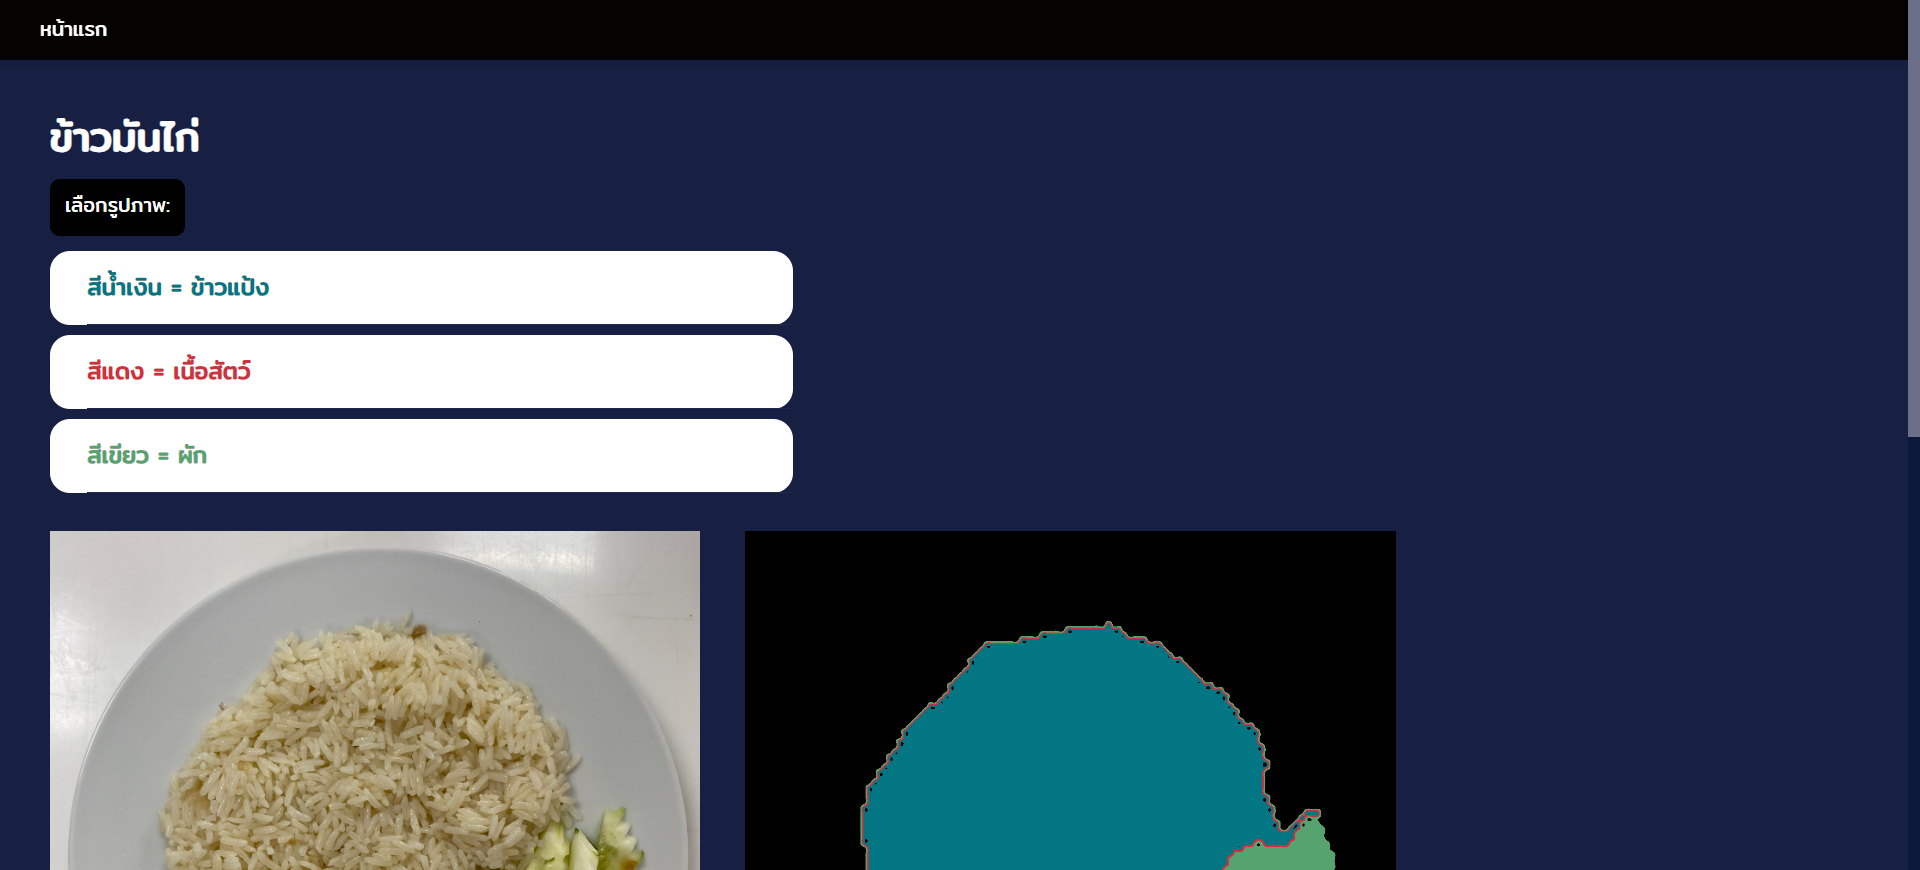 หน้าแรก
ข้าวมันไก่
เลือกรูปภาพ:
สีน้ำเงิน = ข้าวแป้ง
สีแดง = เนื้อสัตว์
สีเขียว = ผัก